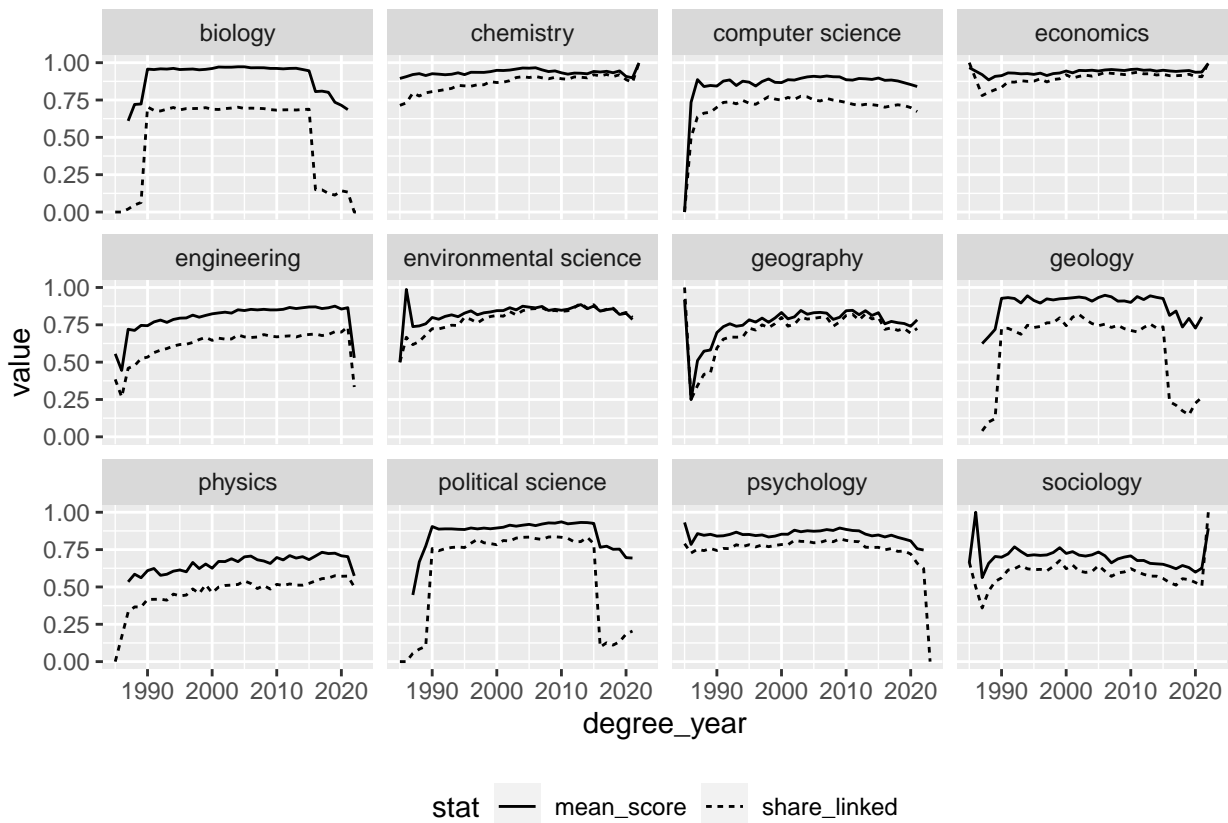 biology chemistry computer science economics
1.00
0.75
0.50
0.25
0.00
engineering environmental science geography geology
1.00
0.75
0.50
0.25
0.00
value
physics political science psychology sociology
1.00
0.75
0.50
0.25
0.00
1990 2000 2010 2020 1990 2000 2010 2020 1990 2000 2010 2020 1990 2000 2010 2020
degree_year
stat mean_score share_linked